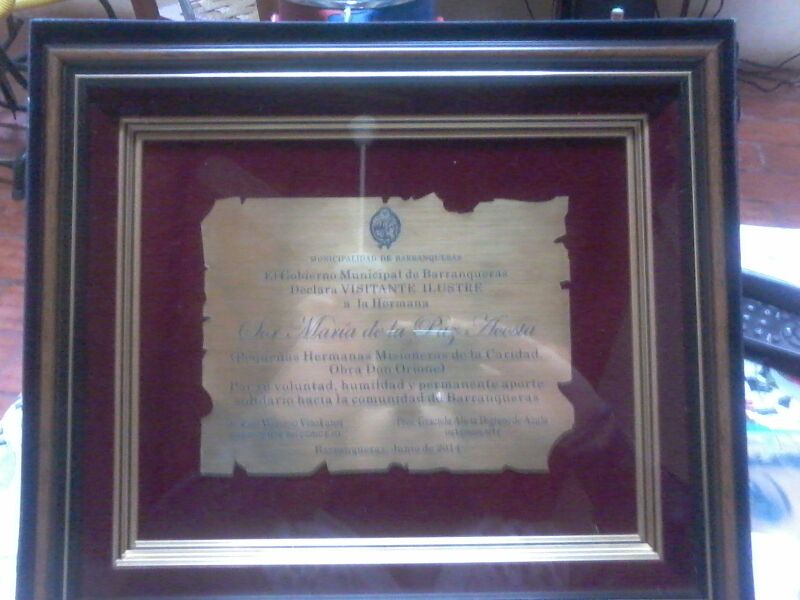 MUNICIPALIDAD DE BARRANQUERAS
El Gobierno Municipal de Barranqueras
Declara VISITANTE ILUSTRE
a la Hermana
Sor María de la Paz Acosta
(Pequeñas Hermanas Misioneras de la Caridad
Obra Don Orione)
Por su voluntad, humildad y permanente aporte
solidario hacia la comunidad de Barranqueras
Barranqueras, Junio de 2014